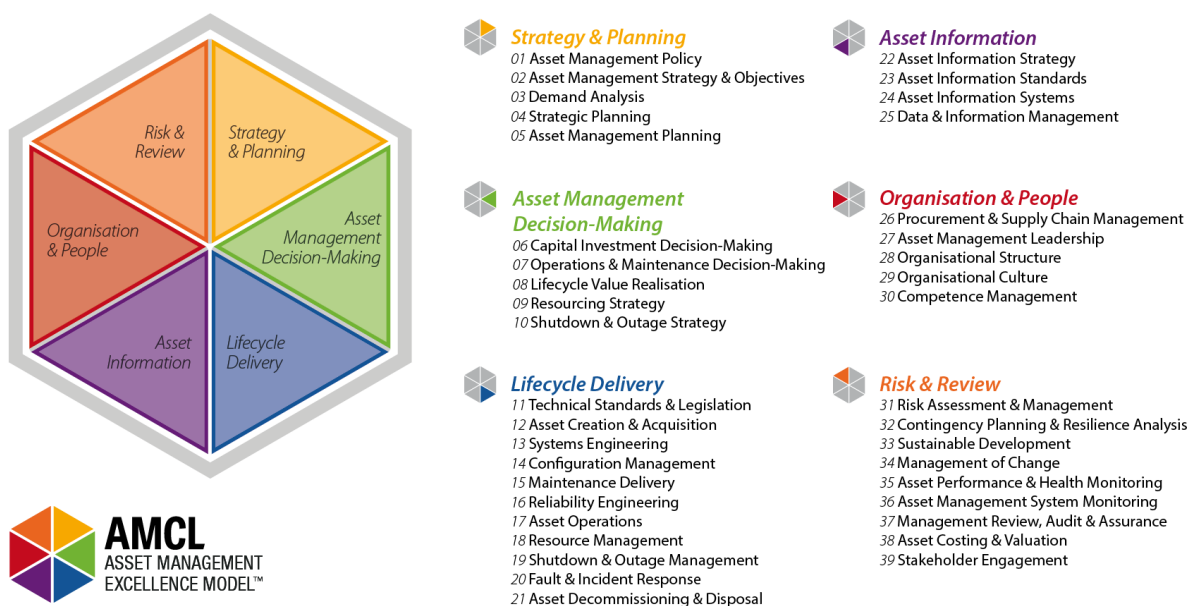 Risk &
Review
Strategy
& Planning
Organisation
& People
Asset
Management
Decision-Making
Asset
Information
Lifecycle
Delivery
AMCL
ASSET MANAGEMENT
EXCELLENCE MODEL™
Strategy & Planning
01 Asset Management Policy
02 Asset Management Strategy & Objectives
03 Demand Analysis
04 Strategic Planning
05 Asset Management Planning
Asset Management
Decision-Making
06 Capital Investment Decision-Making
07 Operations & Maintenance Decision-Making
08 Lifecycle Value Realisation
09 Resourcing Strategy
10 Shutdown & Outage Strategy
Lifecycle Delivery
11 Technical Standards & Legislation
12 Asset Creation & Acquisition
13 Systems Engineering
14 Configuration Management
15 Maintenance Delivery
16 Reliability Engineering
17 Asset Operations
18 Resource Management
19 Shutdown & Outage Management
20 Fault & Incident Response
21 Asset Decommissioning & Disposal
Asset Information
22 Asset Information Strategy
23 Asset Information Standards
24 Asset Information Systems
25 Data & Information Management
Organisation & People
26 Procurement & Supply Chain Management
27 Asset Management Leadership
28 Organisational Structure
29 Organisational Culture
30 Competence Management
Risk & Review
31 Risk Assessment & Management
32 Contingency Planning & Resilience Analysis
33 Sustainable Development
34 Management of Change
35 Asset Performance & Health Monitoring
36 Asset Management System Monitoring
37 Management Review, Audit & Assurance
38 Asset Costing & Valuation
39 Stakeholder Engagement